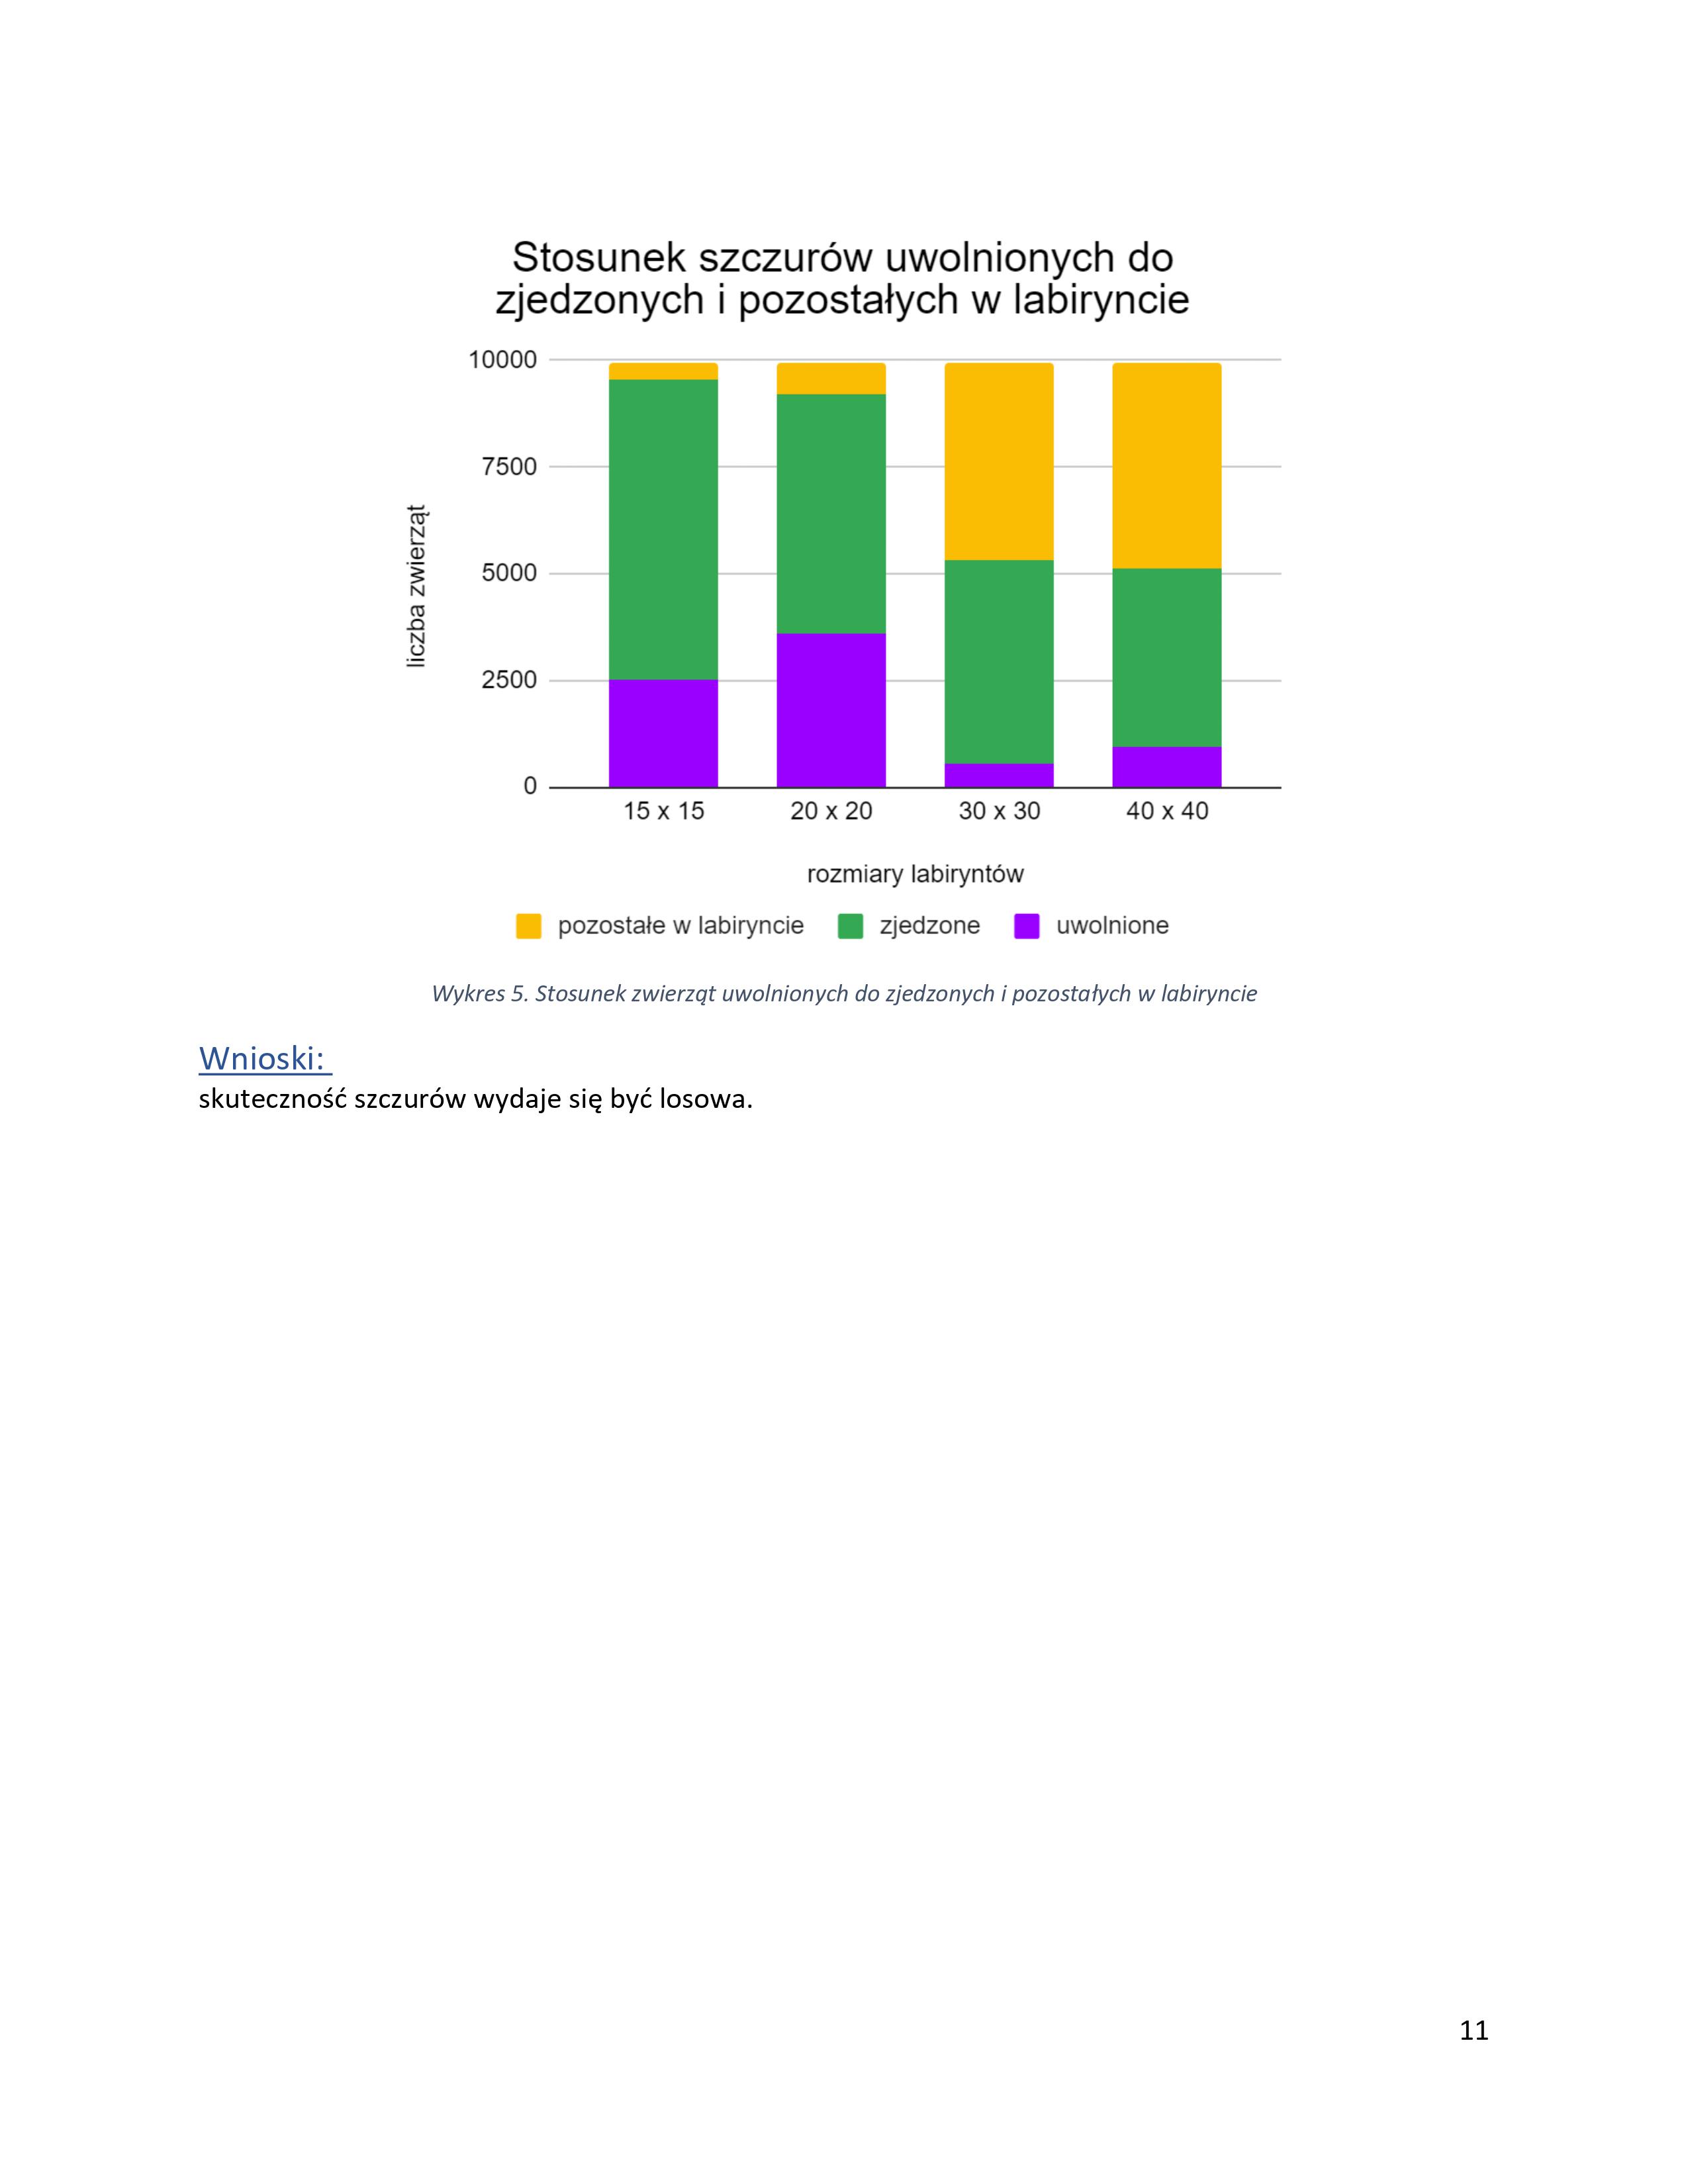 Stosunek szczurów uwolnionych do
zjedzonych i pozostałych w labiryncie
10000
7500
5000
2500
0
liczba zwierząt
15 x 15 20 x 20 30 x 30 40 x 40
rozmiary labiryntów
pozostałe w labiryncie zjedzone uwolnione
Wykres 5. Stosunek zwierząt uwolnionych do zjedzonych i pozostałych w labiryncie
Wnioski:
skuteczność szczurów wydaje się być losowa.
11